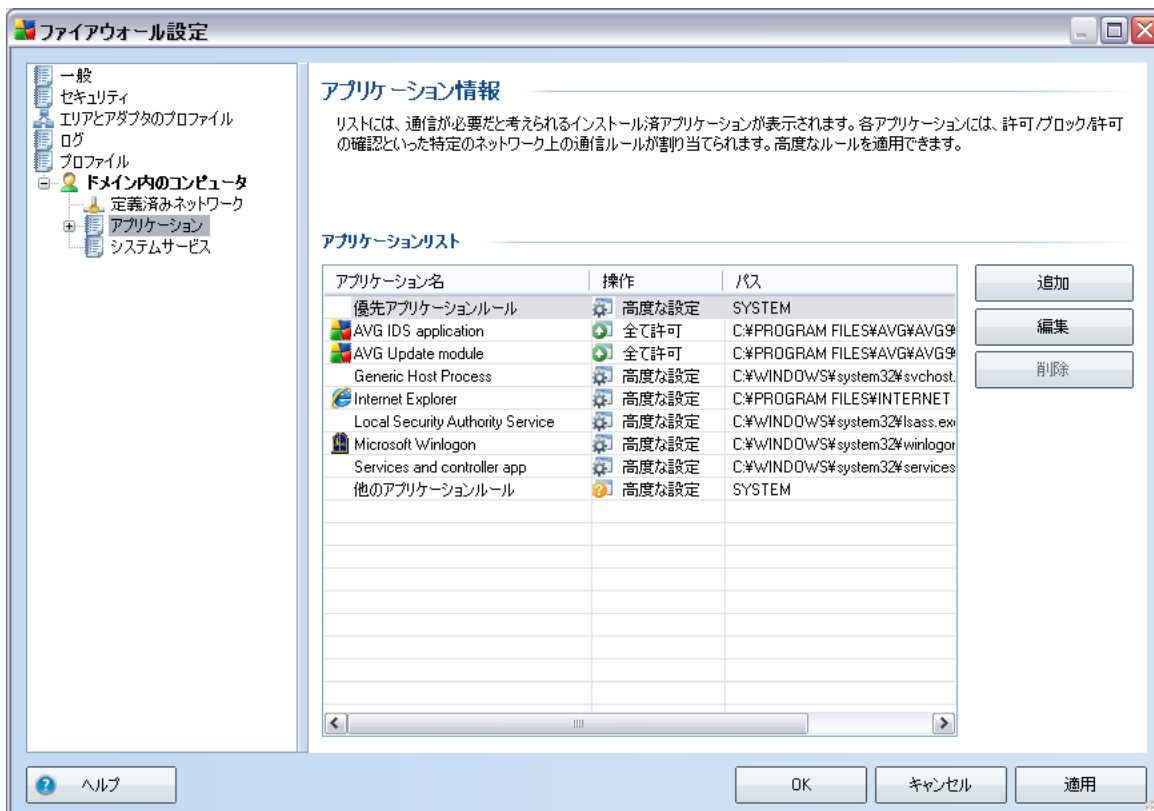 ファイアウォール設定
一般
セキュリティ
エリアとアダプタのプロファイル
ログ
プロファイル
ドメイン内のコンピュータ
定義済みネットワーク
アプリケーション
システムサービス
アプリケーション情報
リストには、通信が必要だと考えられるインストール済アプリケーションが表示されます。各アプリケーションには、許可/ブロック/許可
の確認といった特定のネットワーク上の通信ルールが割り当てられます。高度なルールを適用できます。
アプリケーションリスト
アプリケーション名 操作 パス
優先アプリケーションルール 高度な設定 SYSTEM
AVG IDS application 全て許可 C:¥PROGRAM FILES¥AVG¥AVG9
AVG Update module 全て許可 C:¥PROGRAM FILES¥AVG¥AVG9
Generic Host Process 高度な設定 C:¥WINDOWS¥system32¥svchost.
Internet Explorer 高度な設定 C:¥PROGRAM FILES¥INTERNET
Local Security Authority Service 高度な設定 C:¥WINDOWS¥system32¥lsass.exe
Microsoft Winlogon 高度な設定 C:¥WINDOWS¥system32¥winlogon
Services and controller app 高度な設定 C:¥WINDOWS¥system32¥services
他のアプリケーションルール 高度な設定 SYSTEM
追加
編集
削除
ヘルプ
OK
キャンセル
適用